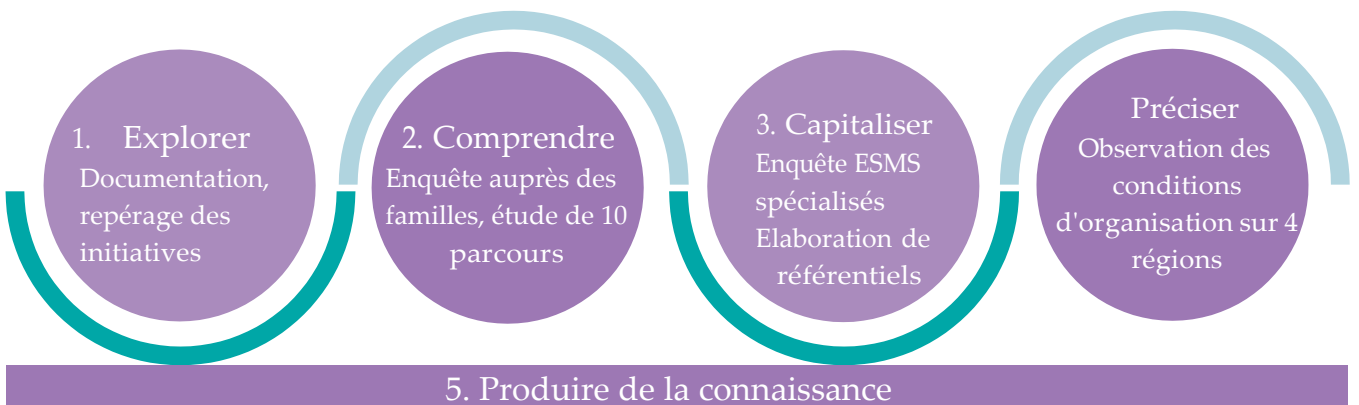 1. Explorer
Documentation,
repérage des
initiatives
2. Comprendre
Enquête auprès des
familles, étude de 10
parcours
3. Capitaliser
Enquête ESMS
spécialisés
Elaboration de
référentiels
Préciser
Observation des
conditions
d'organisation sur 4
régions
5. Produire de la connaissance